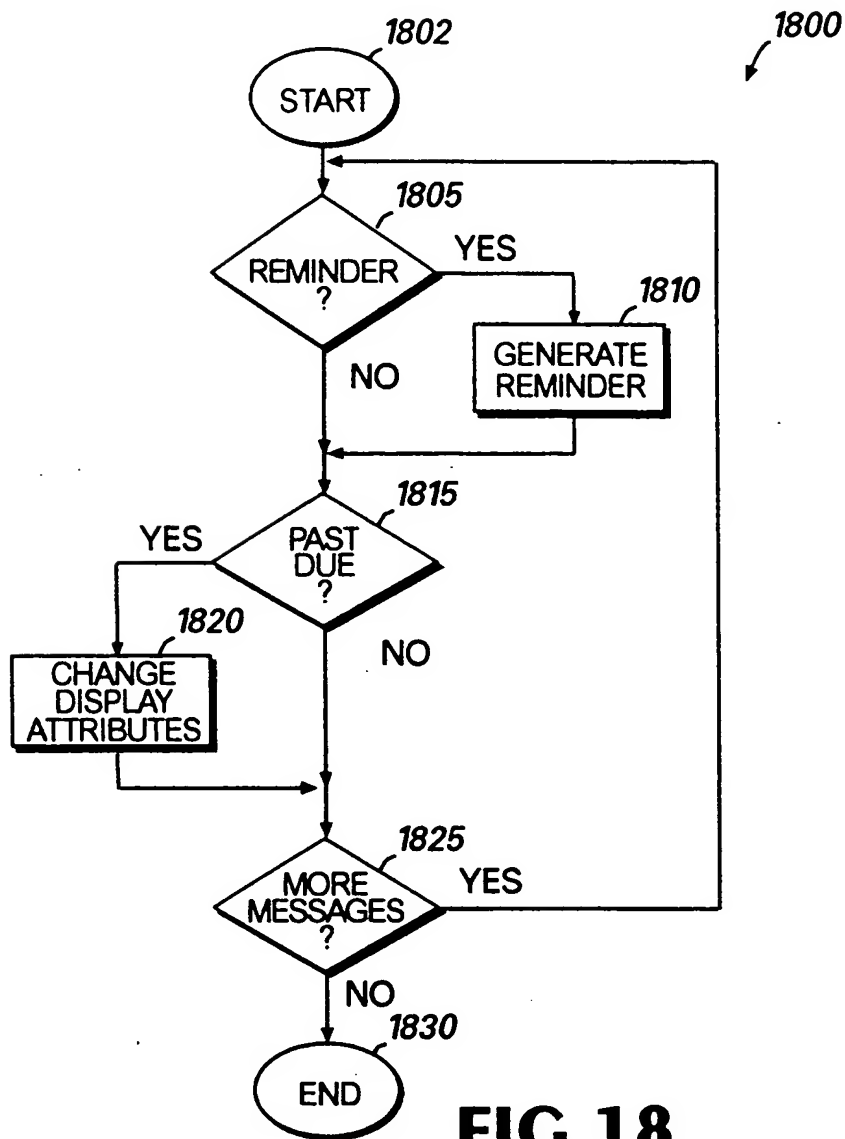 1802
1800
START
1805
REMINDER
?
YES
1810
GENERATE
REMINDER
NO
1815
PAST
DUE
?
YES
1820
NO
CHANGE
DISPLAY
ATTRIBUTES
1825
MORE
MESSAGES
?
YES
NO
1830
END
FIG. 18